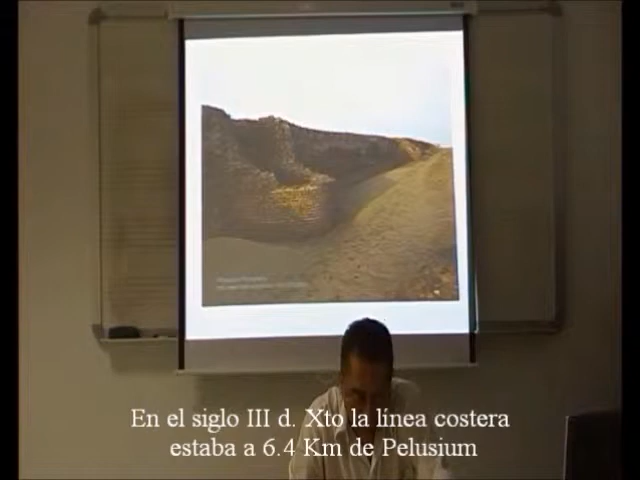 En el siglo III d. Xto la línea costera
estaba a 6.4 Km de Pelusium